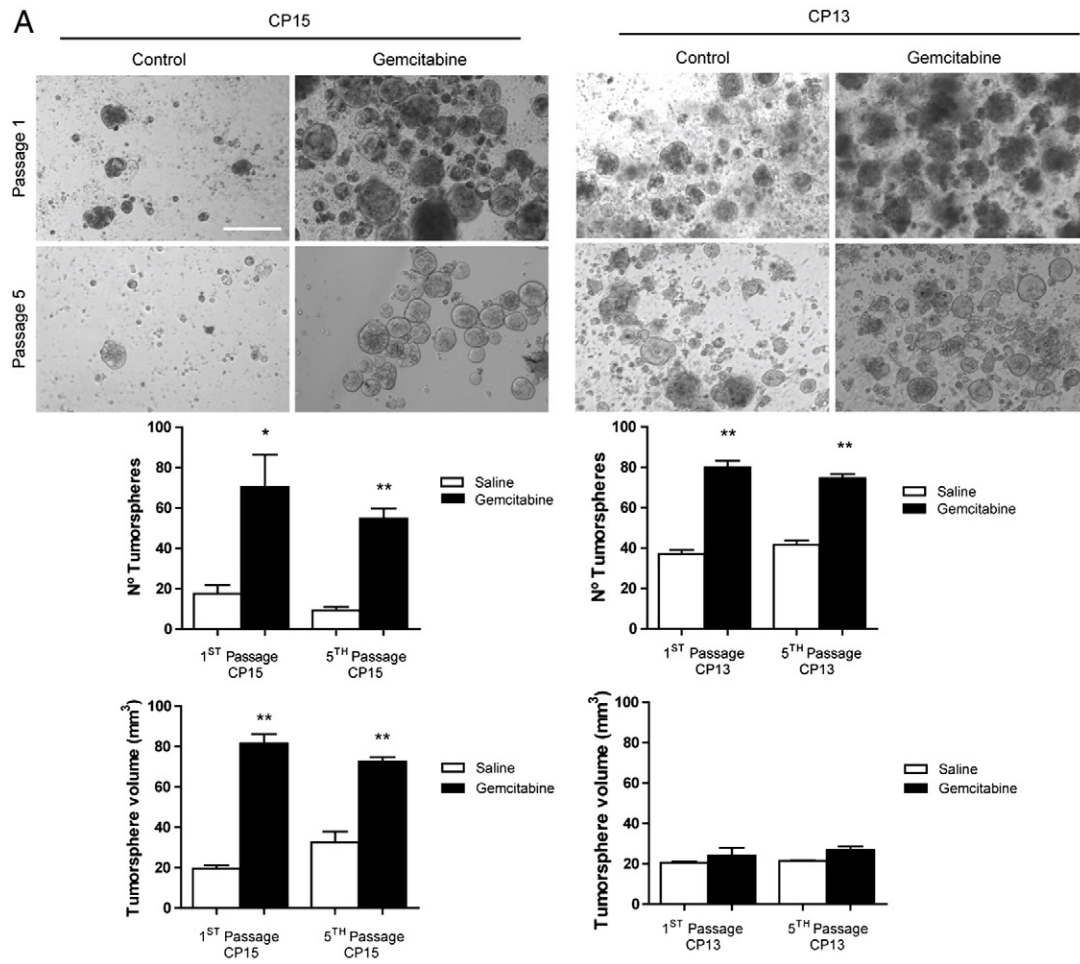 A
CP15
CP13
Control
Gemcitabine
Control
Gemcitabine
Passage 1
Passage 5
100
80
60
40
20
0
Nº Tumorspheres
*
**
Saline
Gemcitabine
1ST Passage
CP15
5TH Passage
CP15
100
80
60
40
20
0
Nº Tumorspheres
**
**
Saline
Gemcitabine
1ST Passage
CP13
5TH Passage
CP13
100
80
60
40
20
0
Tumorsphere volume (mm3)
**
**
Saline
Gemcitabine
1ST Passage
CP15
5TH Passage
CP15
100
80
60
40
20
0
Tumorsphere volume (mm3)
Saline
Gemcitabine
1ST Passage
CP13
5TH Passage
CP13